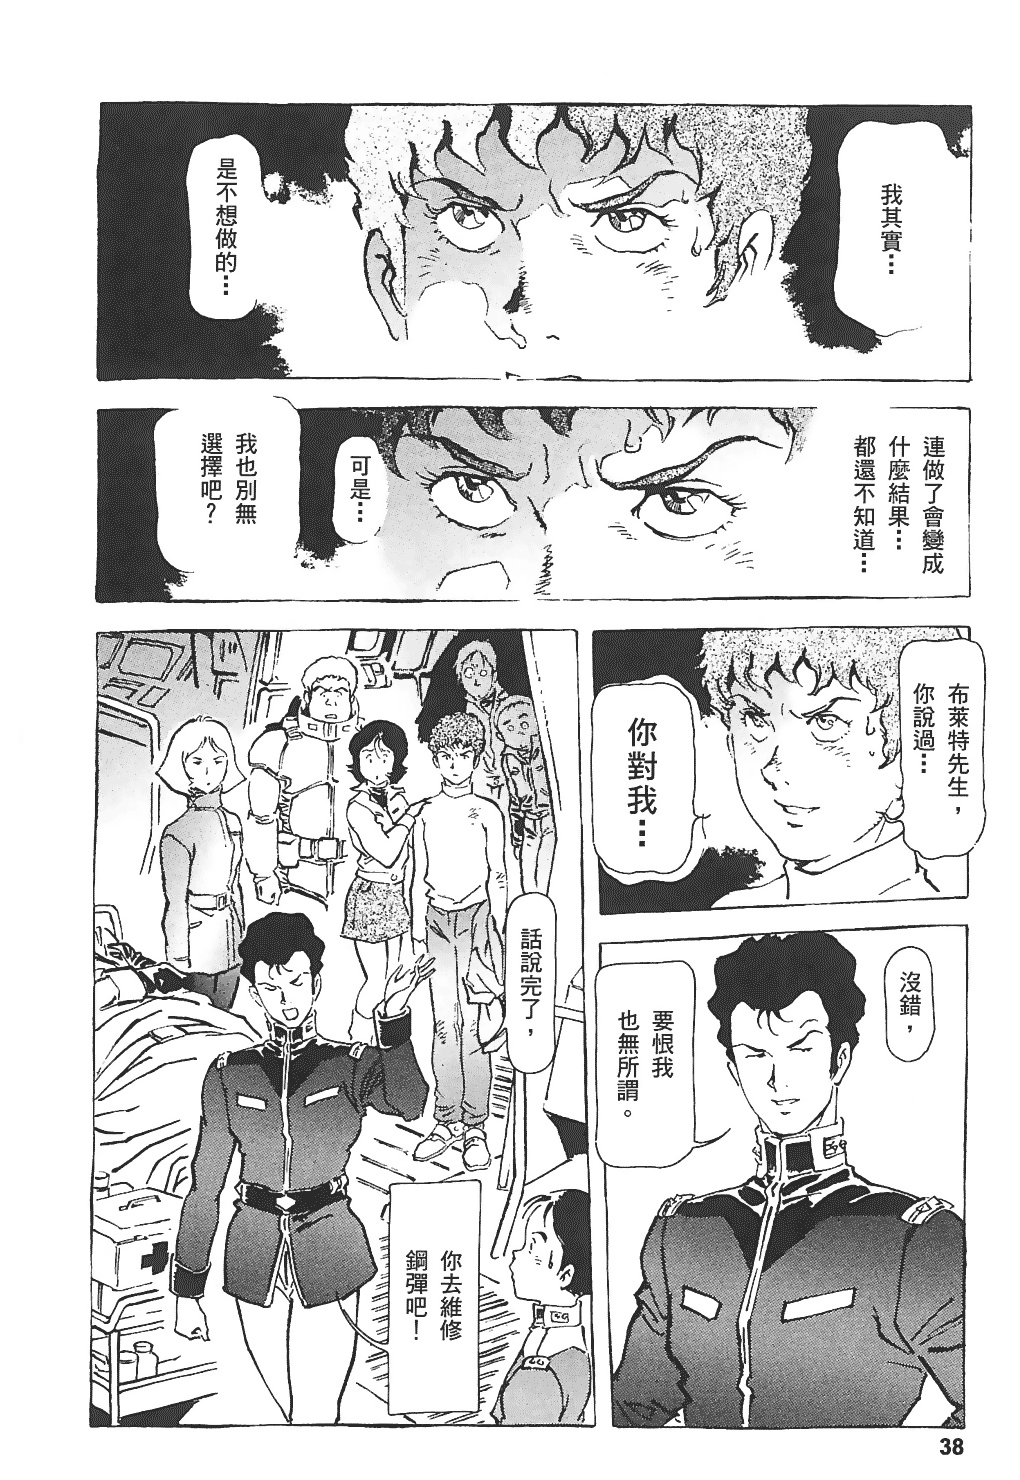 我其實…
是不想做的…
連做了會變成
什麼結果…
都還不知道…
可是…
我也別無
選擇吧?
布萊特先生,
你說過…
你對我…
沒錯,
要恨我
也無所謂。
話說完了,
你去維修
鋼彈吧!
38